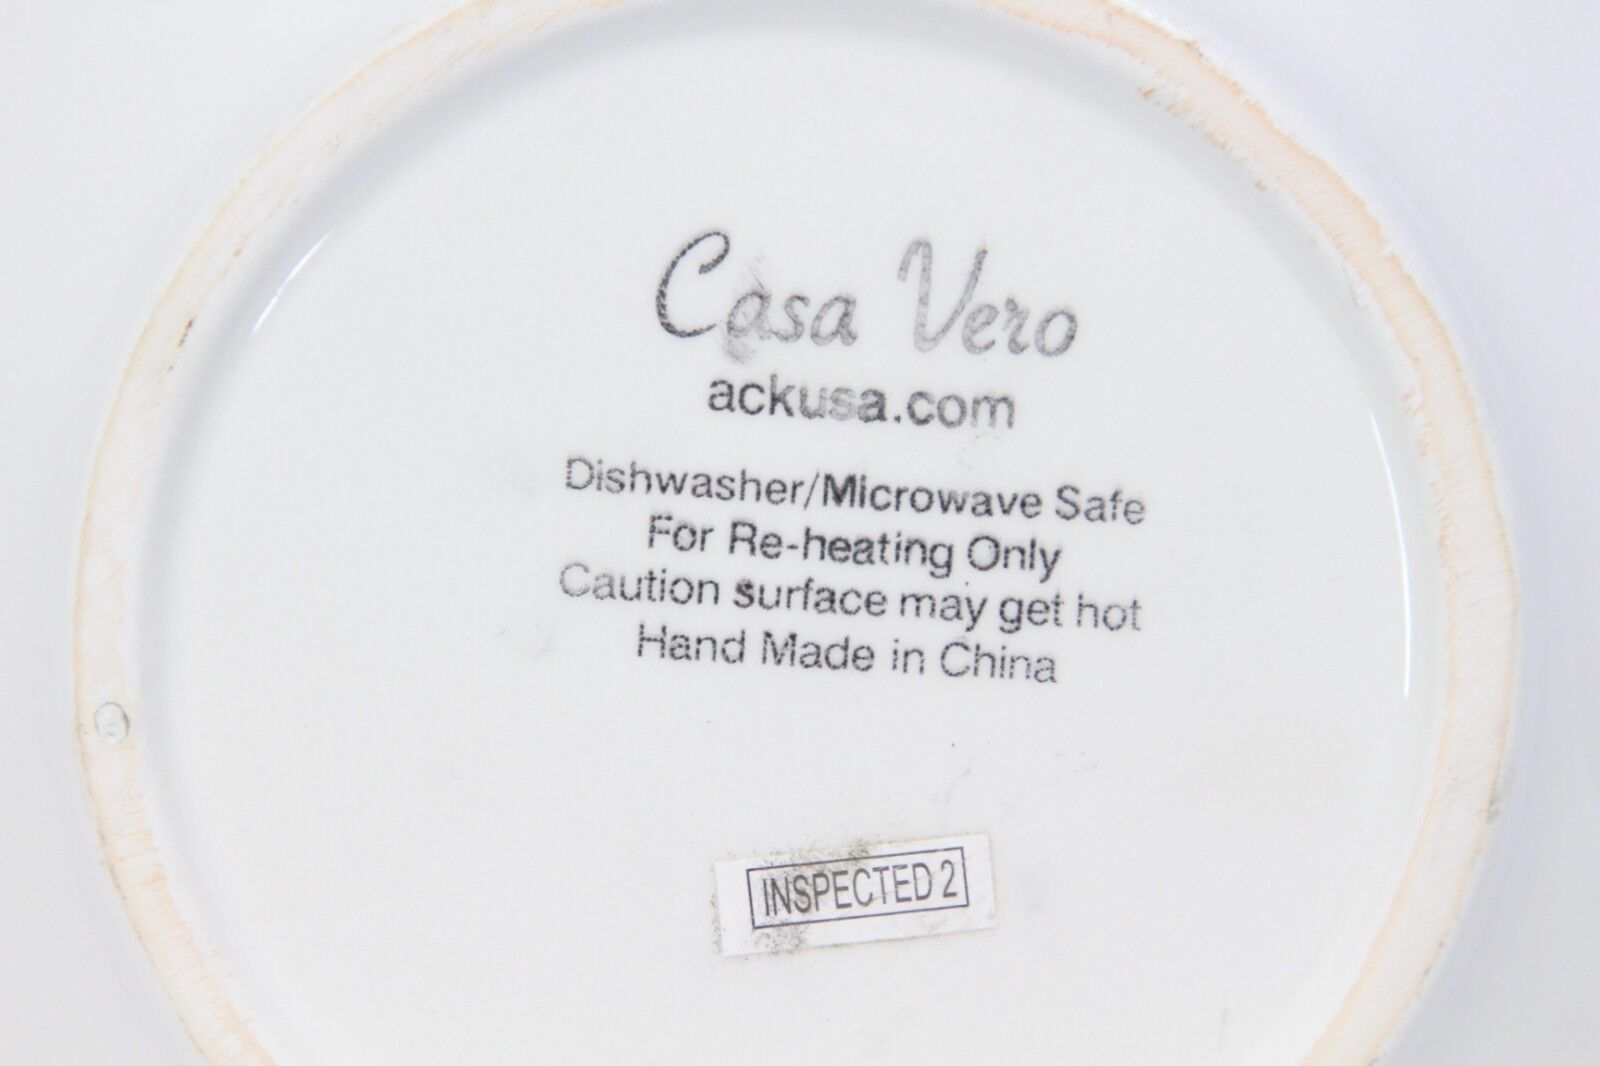 Casa Vero
ackusa.com
Dishwasher/Microwave Safe
For Re-heating Only
Caution surface may get hot
Hand Made in China
INSPECTED 2